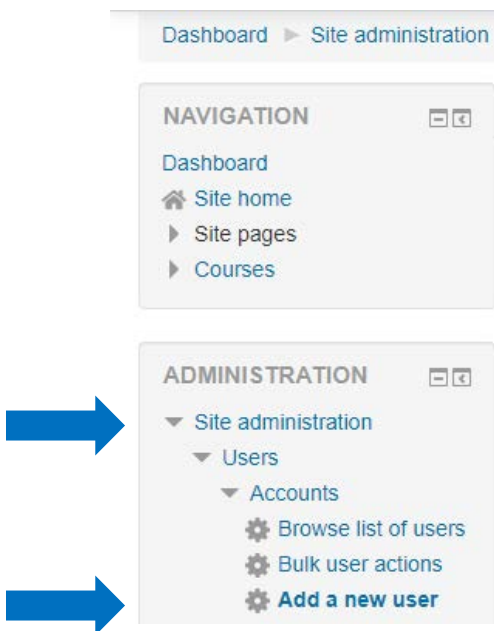 Dashboard ▶ Site administration
NAVIGATION
Dashboard
Site home
Site pages
Courses
ADMINISTRATION
Site administration
Users
Accounts
Browse list of users
Bulk user actions
Add a new user